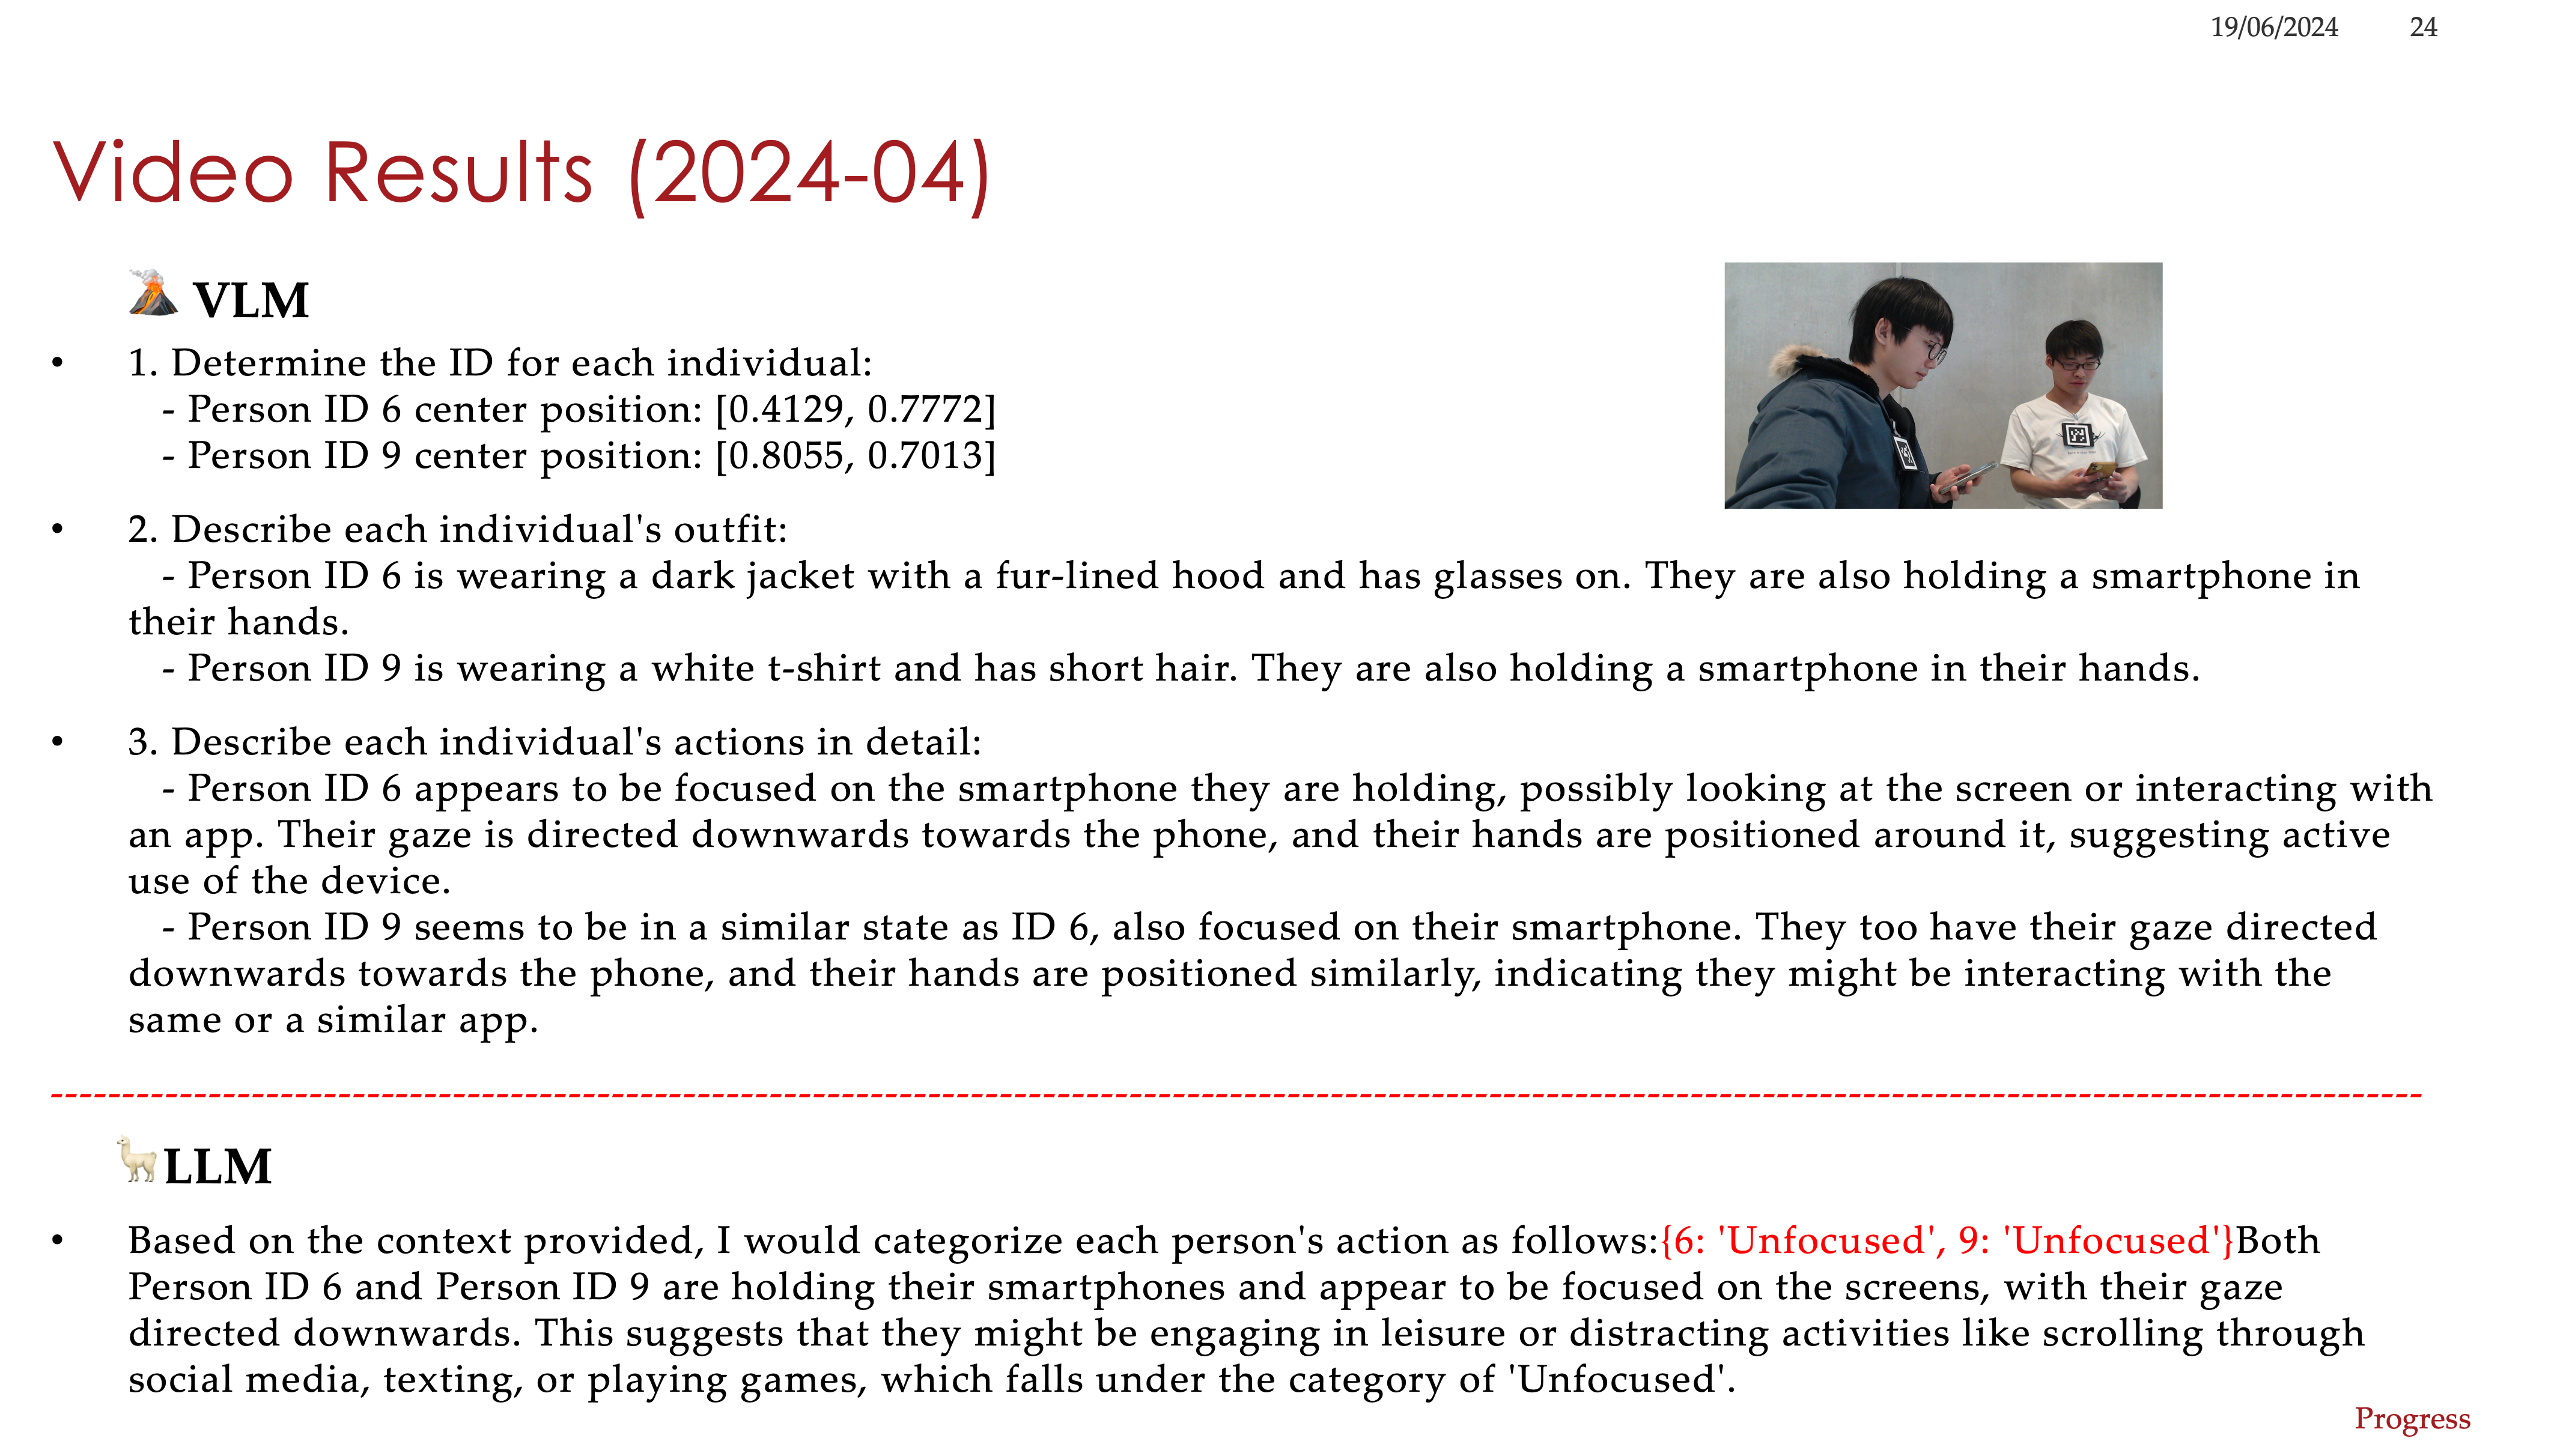 19/06/2024 24
Video Results (2024-04)
VLM
• 1. Determine the ID for each individual:
- Person ID 6 center position: [0.4129, 0.7772]
- Person ID 9 center position: [0.8055, 0.7013]
• 2. Describe each individual's outfit:
- Person ID 6 is wearing a dark jacket with a fur-lined hood and has glasses on. They are also holding a smartphone in
their hands.
- Person ID 9 is wearing a white t-shirt and has short hair. They are also holding a smartphone in their hands.
• 3. Describe each individual's actions in detail:
- Person ID 6 appears to be focused on the smartphone they are holding, possibly looking at the screen or interacting with
an app. Their gaze is directed downwards towards the phone, and their hands are positioned around it, suggesting active
use of the device.
- Person ID 9 seems to be in a similar state as ID 6, also focused on their smartphone. They too have their gaze directed
downwards towards the phone, and their hands are positioned similarly, indicating they might be interacting with the
same or a similar app.
LLM
• Based on the context provided, I would categorize each person's action as follows:{6: 'Unfocused', 9: 'Unfocused'}Both
Person ID 6 and Person ID 9 are holding their smartphones and appear to be focused on the screens, with their gaze
directed downwards. This suggests that they might be engaging in leisure or distracting activities like scrolling through
social media, texting, or playing games, which falls under the category of 'Unfocused'.
Progress